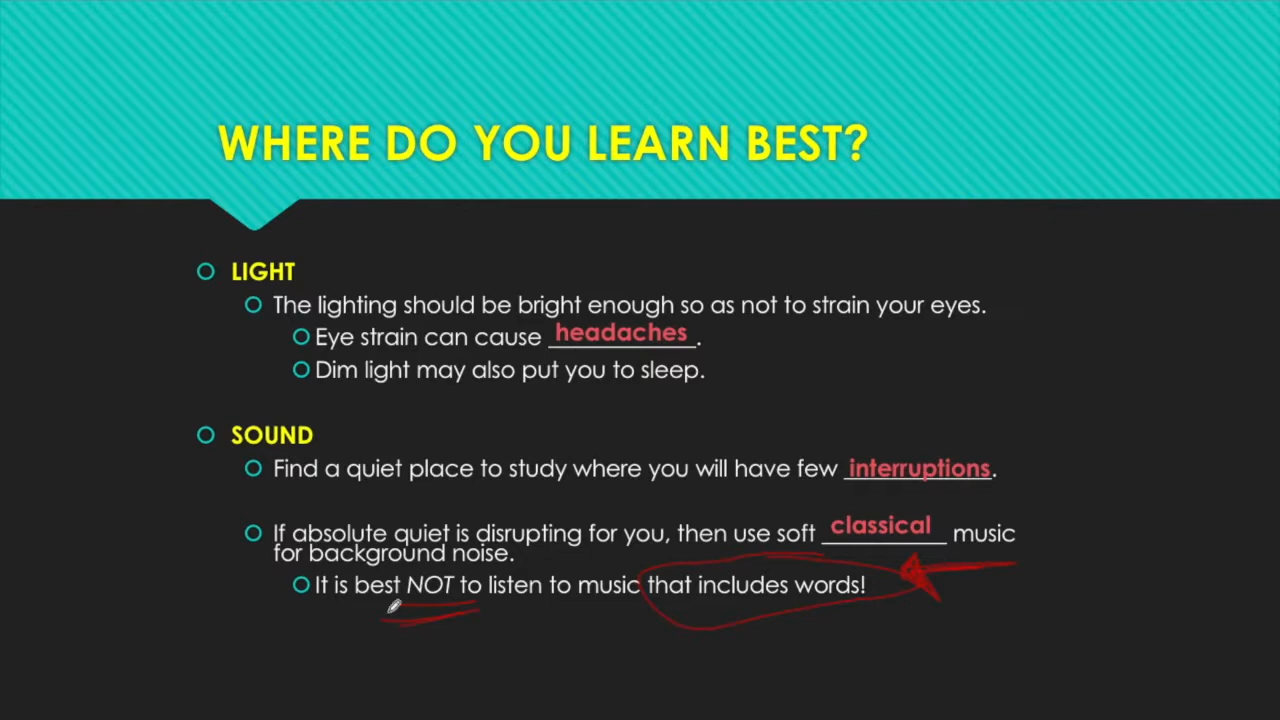 WHERE DO YOU LEARN BEST?
LIGHT
The lighting should be bright enough so as not to strain your eyes.
Eye strain can cause headaches.
Dim light may also put you to sleep.
SOUND
Find a quiet place to study where you will have few interruptions.
If absolute quiet is disrupting for you, then use soft classical music
for background noise.
It is best NOT to listen to music that includes words!